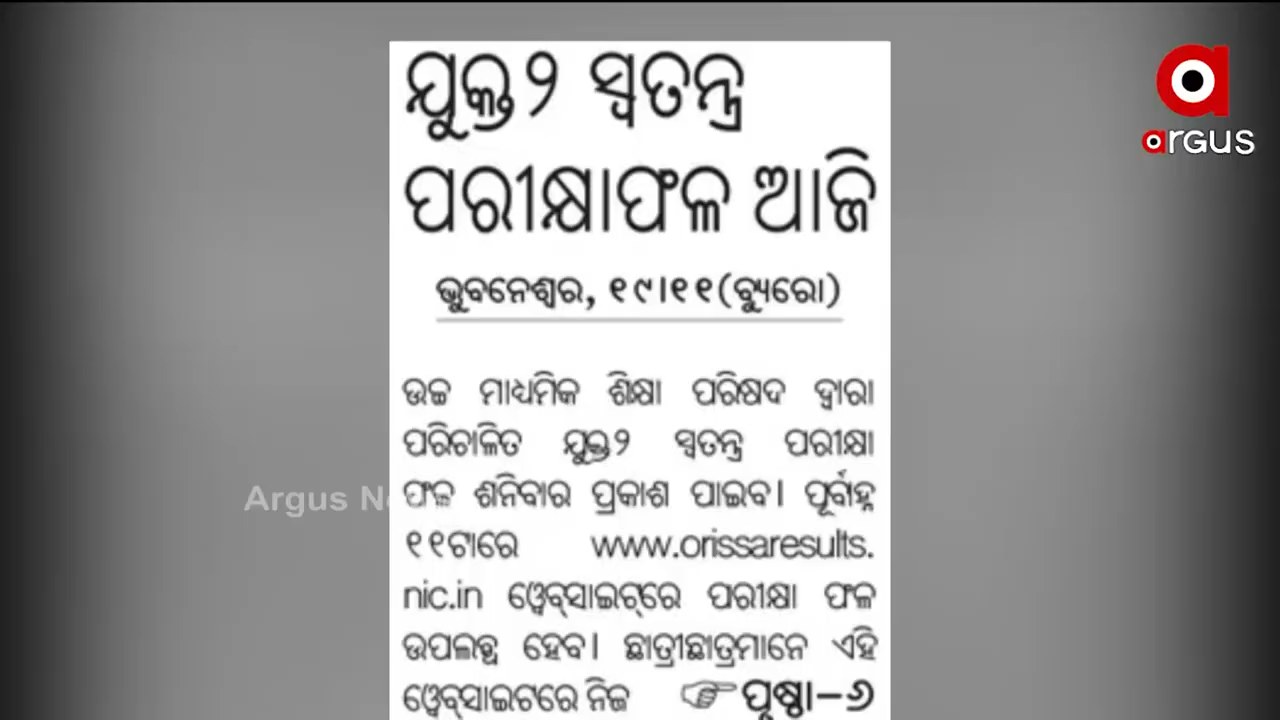 ଯୁକ୍ତ୨ ସ୍ୱତନ୍ତ୍ର
ପରୀକ୍ଷାଫଳ ଆଜି
argus
ଭୁବନେଶ୍ୱର, ୧୯।୧୧(ବ୍ୟୁରୋ)
ଉଚ୍ଚ ମାଧ୍ୟମିକ ଶିକ୍ଷା ପରିଷଦ ଦ୍ୱାରା
ପରିଚାଳିତ ଯୁକ୍ତ୨ ସ୍ୱତନ୍ତ୍ର ପରୀକ୍ଷା
ଫଳ ଶନିବାର ପ୍ରକାଶ ପାଇବ। ପୂର୍ବାହ୍ନ
Argus
୧୧ଟାରେ www.orissaresults.
nic.in ୱେବ୍‌ସାଇଟ୍‌ରେ ପରୀକ୍ଷା ଫଳ
ଉପଲବ୍ଧ ହେବ। ଛାତ୍ରୀଛାତ୍ରମାନେ ଏହି
ୱେବ୍‌ସାଇଟରେ ନିଜ ☞ ପୃଷ୍ଠା-୬